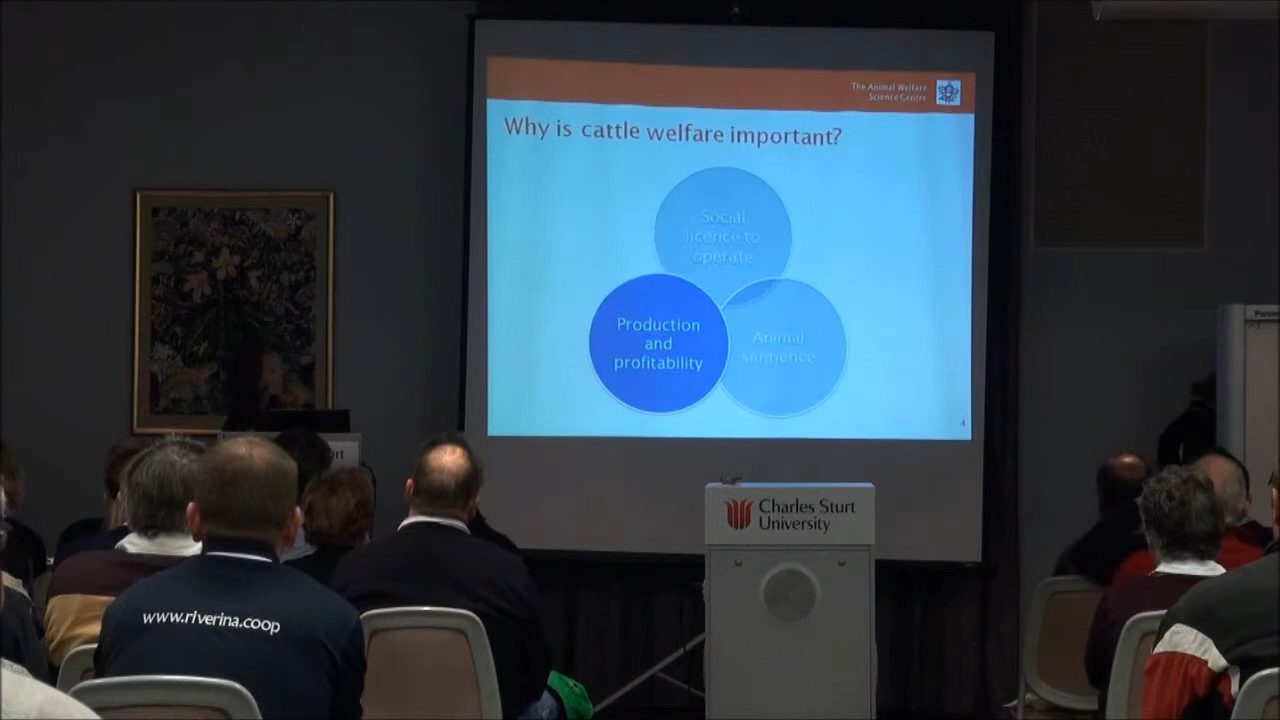 The Animal Welfare
Science Centre
Why is cattle welfare important?
Social
licence to
operate
Production
and
profitability
Animal
sentience
4
Charles Sturt
University
www.riverina.coop